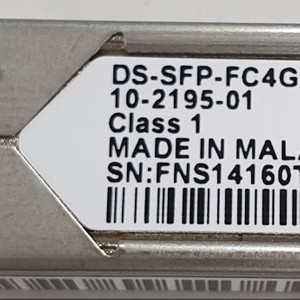 DS-SFP-FC4G
10-2195-01
Class 1
MADE IN MALA
SN:FNS14160T